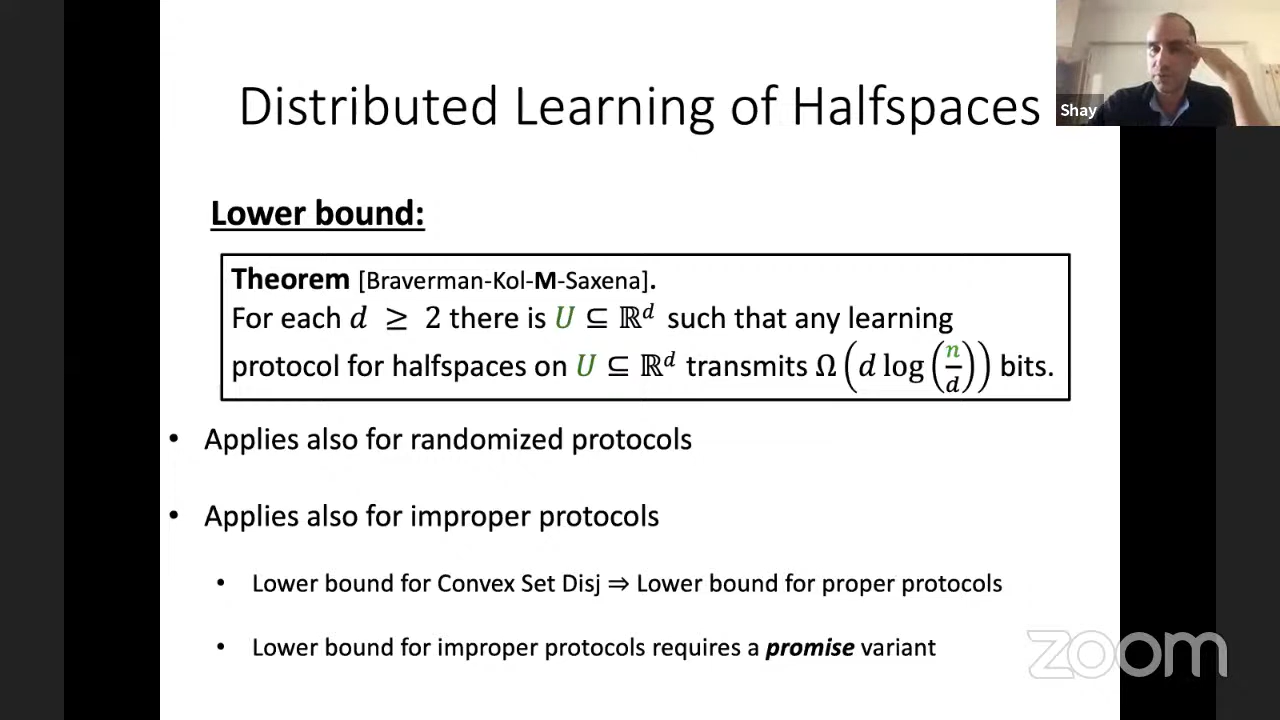 Distributed Learning of Halfspaces
Shay
Lower bound:
Theorem [Braverman-Kol-M-Saxena].
For each d ≥ 2 there is U ⊆ ℝᵈ such that any learning
protocol for halfspaces on U ⊆ ℝᵈ transmits Ω(d log(n/d)) bits.
• Applies also for randomized protocols
• Applies also for improper protocols
• Lower bound for Convex Set Disj ⇒ Lower bound for proper protocols
• Lower bound for improper protocols requires a promise variant
zoom